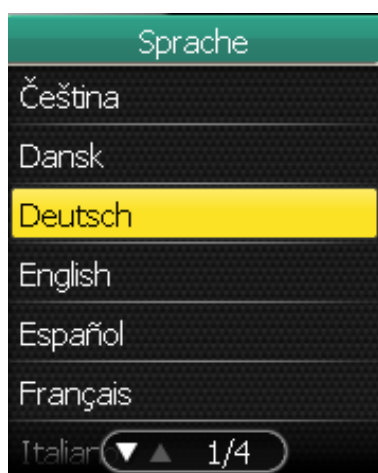 Sprache
Čeština
Dansk
Deutsch
English
Español
Français
1/4